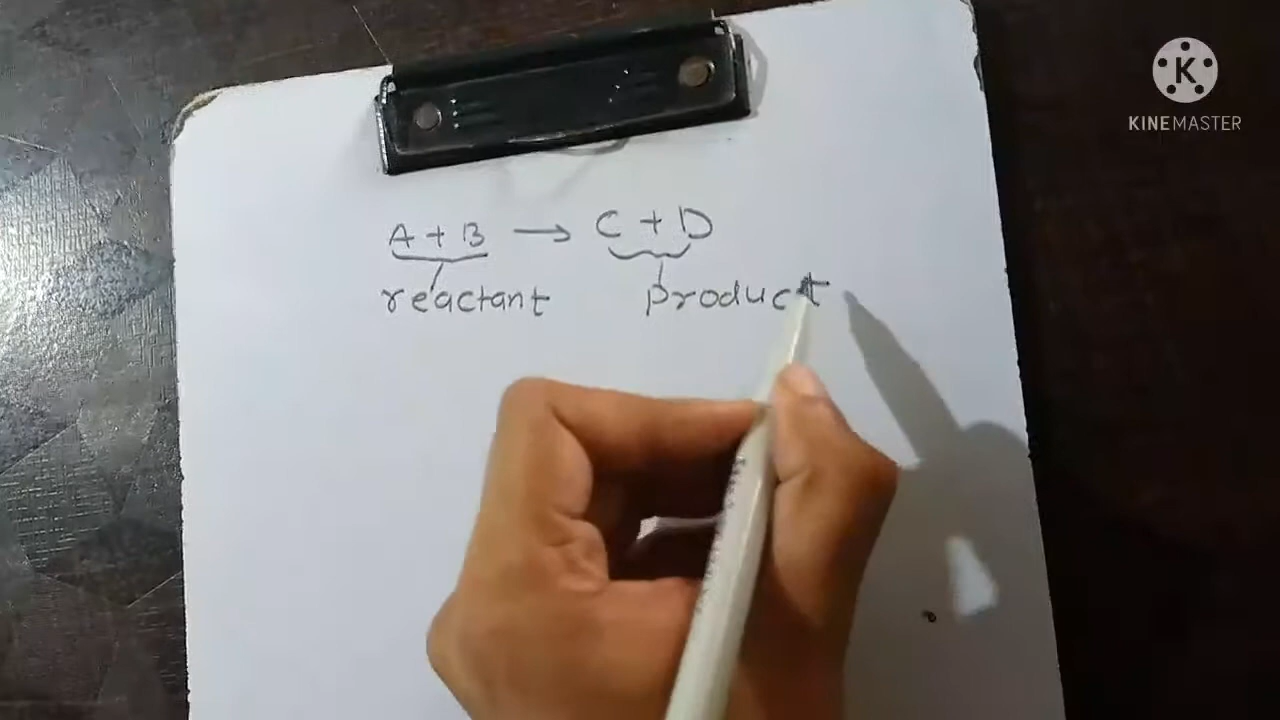 KINEMASTER
A + B → C + D
reactant product